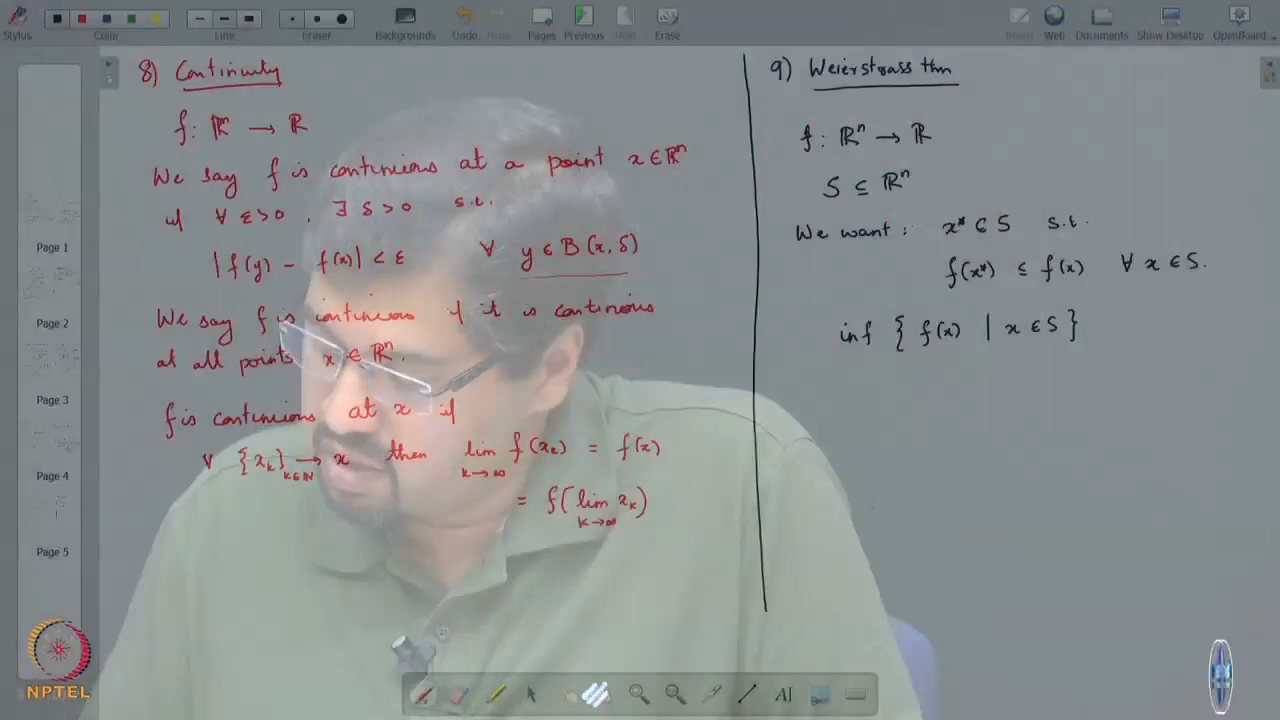 Stylus
Color
Line
Eraser
Backgrounds
Undo
Pages
Previous
Erase
Web
Documents
Show Desktop
OpenBoard
8) Continuity
f: ℝⁿ → ℝ
We say f is continuous at a point x ∈ ℝⁿ
if ∀ ε>0, ∃ δ>0 s.t.
|f(y) - f(x)| < ε ∀ y ∈ B(x, δ)
We say f is continuous if it is continuous
at all points x ∈ ℝⁿ.
f is continuous at x if
∀ {x_k}_{k∈ℕ} → x then lim_{k→∞} f(x_k) = f(x)
= f(lim_{k→∞} x_k)
9) Weierstrass thm
f: ℝⁿ → ℝ
S ⊆ ℝⁿ
We want: x* ∈ S s.t.
f(x*) ≤ f(x) ∀ x ∈ S.
inf { f(x) | x ∈ S }
Page 1
Page 2
Page 3
Page 4
Page 5
NPTEL